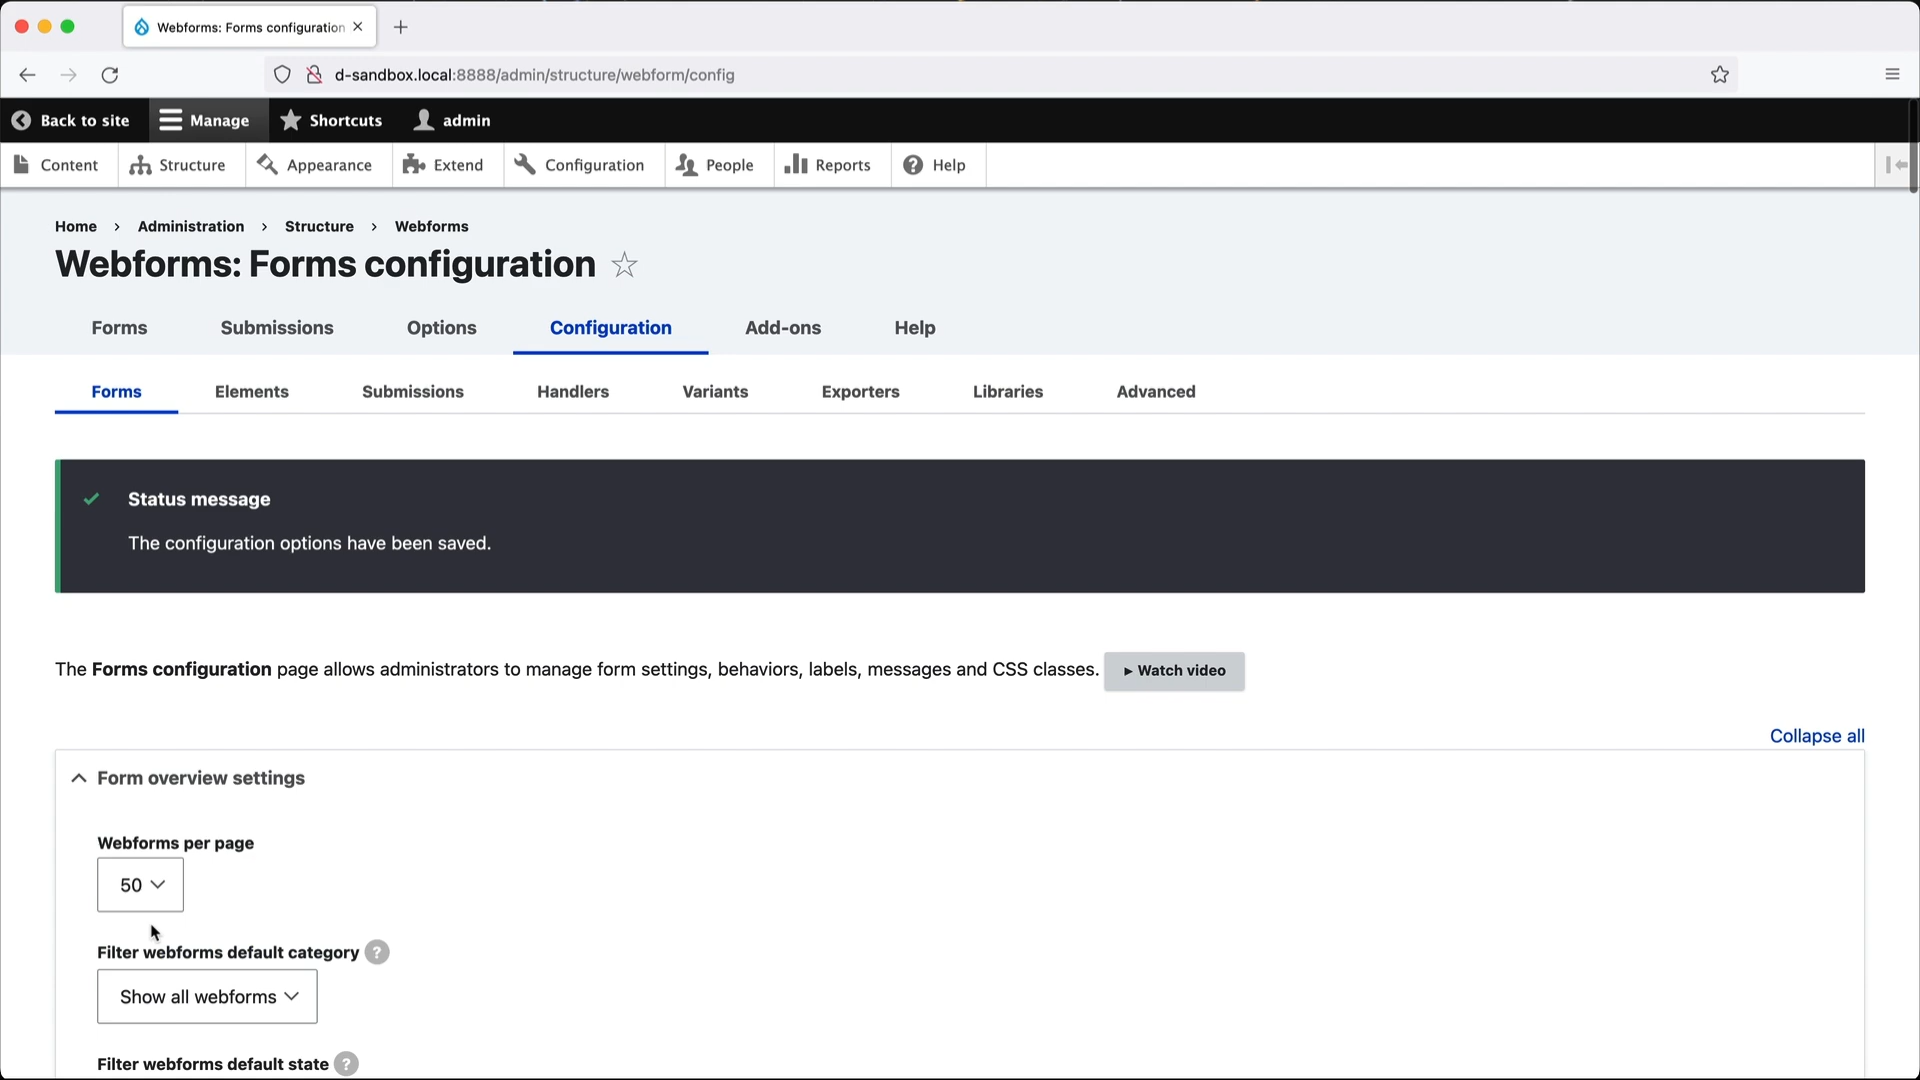 Webforms: Forms configuration
d-sandbox.local:8888/admin/structure/webform/config
Back to site Manage Shortcuts admin
Content Structure Appearance Extend Configuration People Reports Help
Home › Administration › Structure › Webforms
Webforms: Forms configuration
Forms Submissions Options Configuration Add-ons Help
Forms Elements Submissions Handlers Variants Exporters Libraries Advanced
Status message
The configuration options have been saved.
The Forms configuration page allows administrators to manage form settings, behaviors, labels, messages and CSS classes. ▸ Watch video
Collapse all
Form overview settings
Webforms per page
50
Filter webforms default category ?
Show all webforms
Filter webforms default state ?